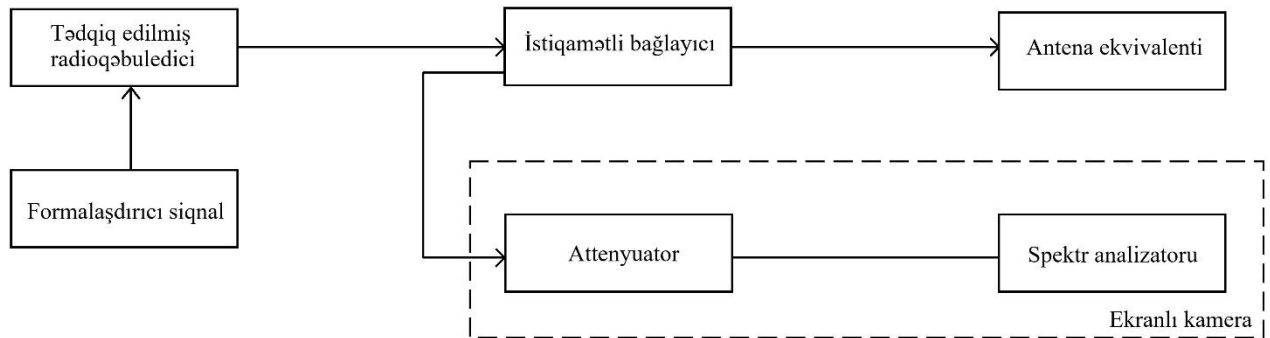 Tədqiq edilmiş
radioqəbuledici
İstiqamətli bağlayıcı
Antena ekvivalenti
Formalaşdırıcı siqnal
Attenyuator
Spektr analizatoru
Ekranlı kamera